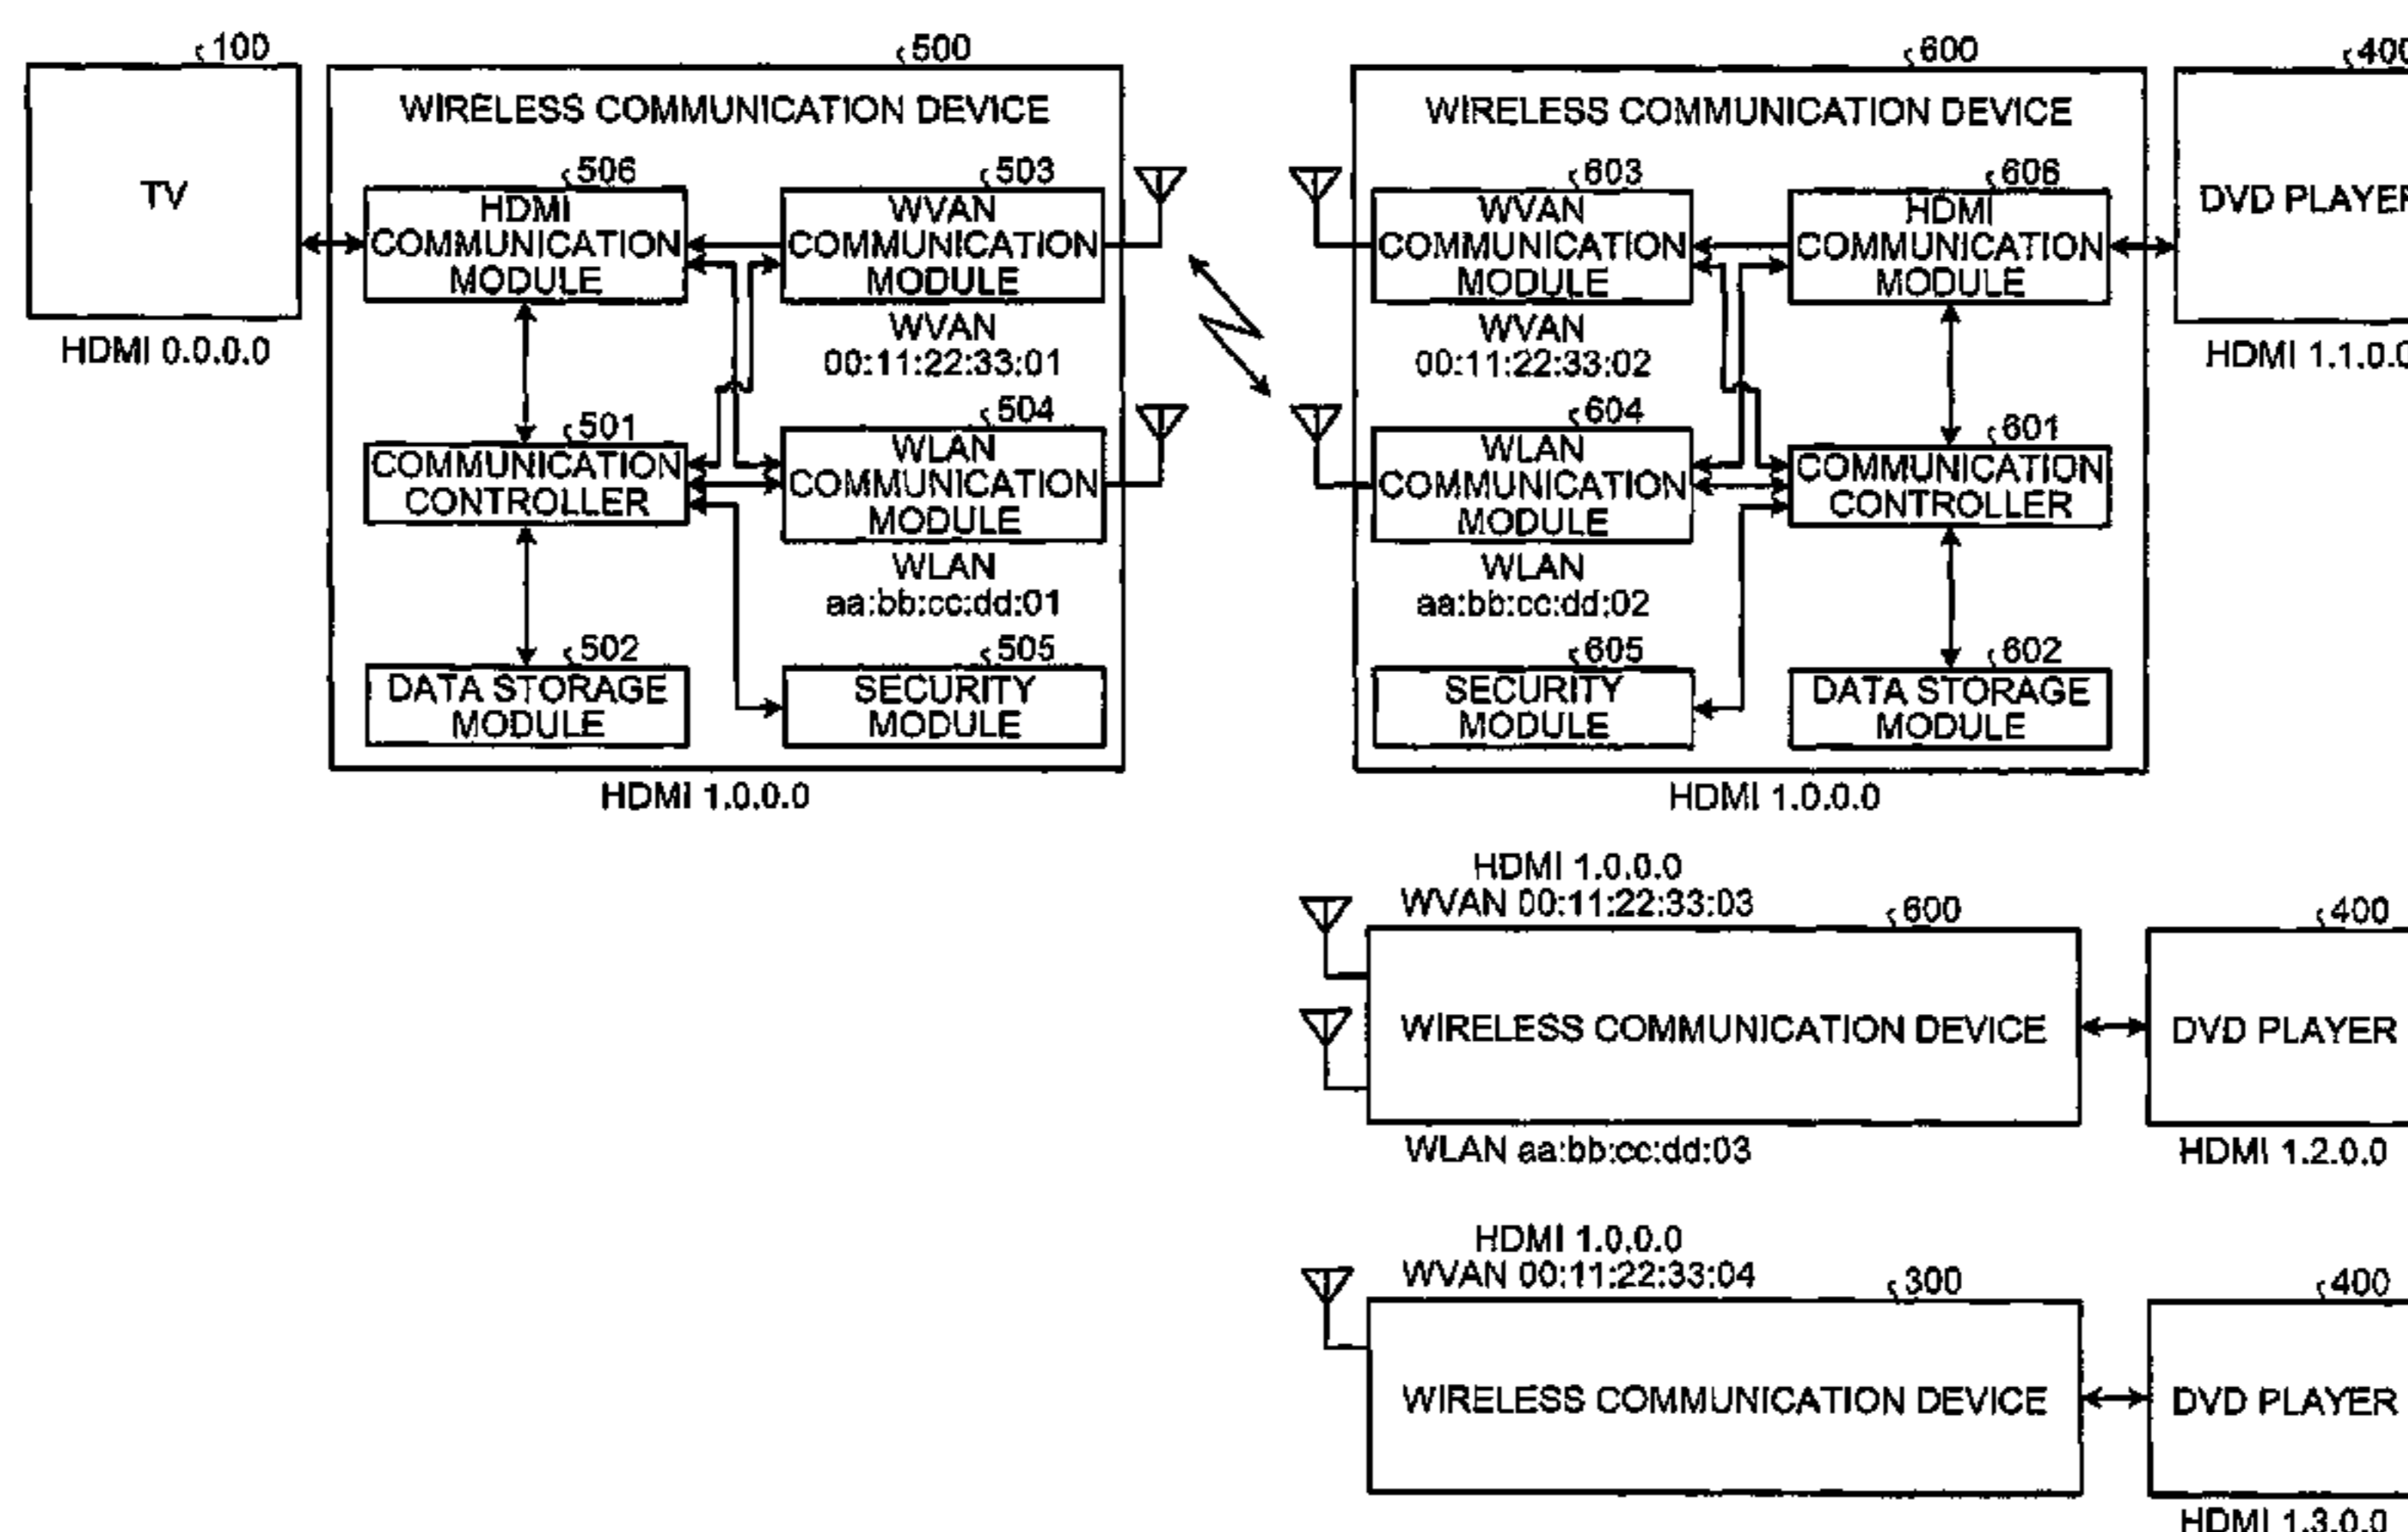 100
TV
HDMI 0.0.0.0
500
WIRELESS COMMUNICATION DEVICE
506
HDMI
COMMUNICATION
MODULE
503
WVAN
COMMUNICATION
MODULE
WVAN
00:11:22:33:01
501
COMMUNICATION
CONTROLLER
504
WLAN
COMMUNICATION
MODULE
WLAN
aa:bb:cc:dd:01
502
DATA STORAGE
MODULE
505
SECURITY
MODULE
HDMI 1.0.0.0
600
WIRELESS COMMUNICATION DEVICE
603
WVAN
COMMUNICATION
MODULE
WVAN
00:11:22:33:02
606
HDMI
COMMUNICATION
MODULE
604
WLAN
COMMUNICATION
MODULE
WLAN
aa:bb:cc:dd:02
601
COMMUNICATION
CONTROLLER
605
SECURITY
MODULE
602
DATA STORAGE
MODULE
HDMI 1.0.0.0
400
DVD PLAYER
HDMI 1.1.0.0
HDMI 1.0.0.0
WVAN 00:11:22:33:03
600
WIRELESS COMMUNICATION DEVICE
WLAN aa:bb:cc:dd:03
400
DVD PLAYER
HDMI 1.2.0.0
HDMI 1.0.0.0
WVAN 00:11:22:33:04
300
WIRELESS COMMUNICATION DEVICE
400
DVD PLAYER
HDMI 1.3.0.0